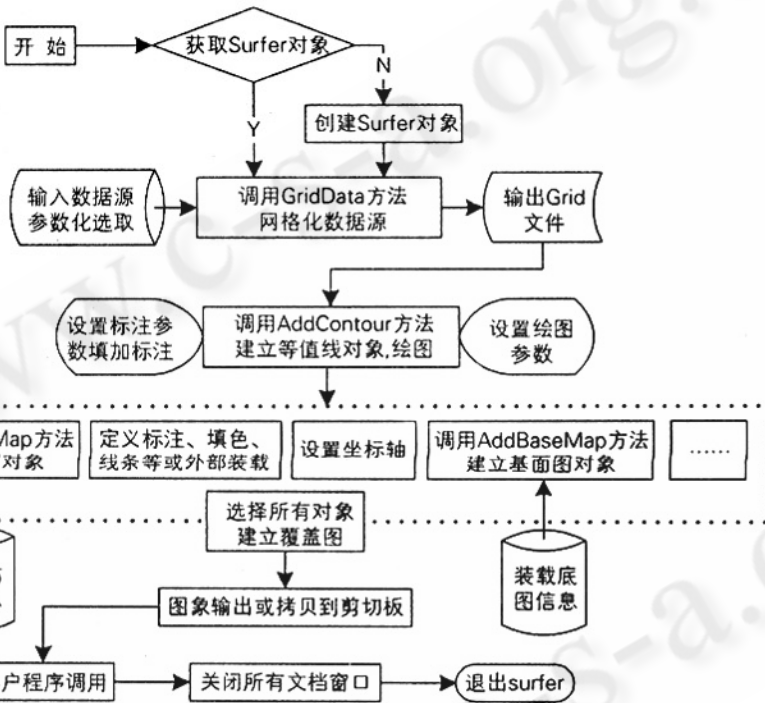 开 始
获取Surfer对象
N
Y
创建Surfer对象
输入数据源
参数化选取
调用GridData方法
网格化数据源
输出Grid
文件
设置标注参
数填加标注
调用AddContour方法
建立等值线对象,绘图
设置绘图
参数
Map方法
对象
定义标注、填色、
线条等或外部装载
设置坐标轴
调用AddBaseMap方法
建立基面图对象
……
选择所有对象
建立覆盖图
装载底
图信息
图象输出或拷贝到剪切板
户程序调用
关闭所有文档窗口
退出surfer